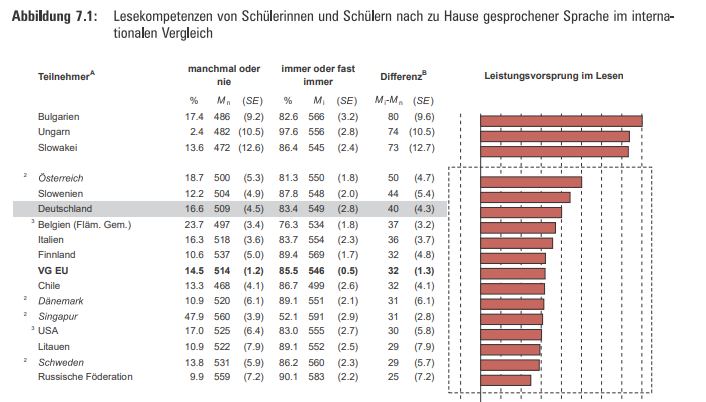 Abbildung 7.1: Lesekompetenzen von Schülerinnen und Schülern nach zu Hause gesprochener Sprache im interna-
tionalen Vergleich
Teilnehmer^A manchmal oder nie immer oder fast immer Differenz^B Leistungsvorsprung im Lesen
% M n (SE) % M i (SE) M i-M n (SE)
Bulgarien 17.4 486 (9.2) 82.6 566 (3.2) 80 (9.6)
Ungarn 2.4 482 (10.5) 97.6 556 (2.8) 74 (10.5)
Slowakei 13.6 472 (12.6) 86.4 545 (2.4) 73 (12.7)
2 Österreich 18.7 500 (5.3) 81.3 550 (1.8) 50 (4.7)
Slowenien 12.2 504 (4.9) 87.8 548 (2.0) 44 (5.4)
Deutschland 16.6 509 (4.5) 83.4 549 (2.8) 40 (4.3)
3 Belgien (Fläm. Gem.) 23.7 497 (3.4) 76.3 534 (1.8) 37 (3.2)
Italien 16.3 518 (3.6) 83.7 554 (2.3) 36 (3.7)
Finnland 10.6 537 (5.0) 89.4 569 (1.7) 32 (4.8)
VG EU 14.5 514 (1.2) 85.5 546 (0.5) 32 (1.3)
Chile 13.3 468 (4.1) 86.7 499 (2.6) 32 (4.1)
2 Dänemark 10.9 520 (6.1) 89.1 551 (2.1) 31 (6.1)
2 Singapur 47.9 560 (3.9) 52.1 591 (2.9) 31 (2.8)
3 USA 17.0 525 (6.4) 83.0 555 (2.7) 30 (5.8)
Litauen 10.9 522 (7.9) 89.1 552 (2.5) 29 (7.9)
2 Schweden 13.8 531 (5.9) 86.2 560 (2.3) 29 (5.7)
Russische Föderation 9.9 559 (7.2) 90.1 583 (2.2) 25 (7.2)